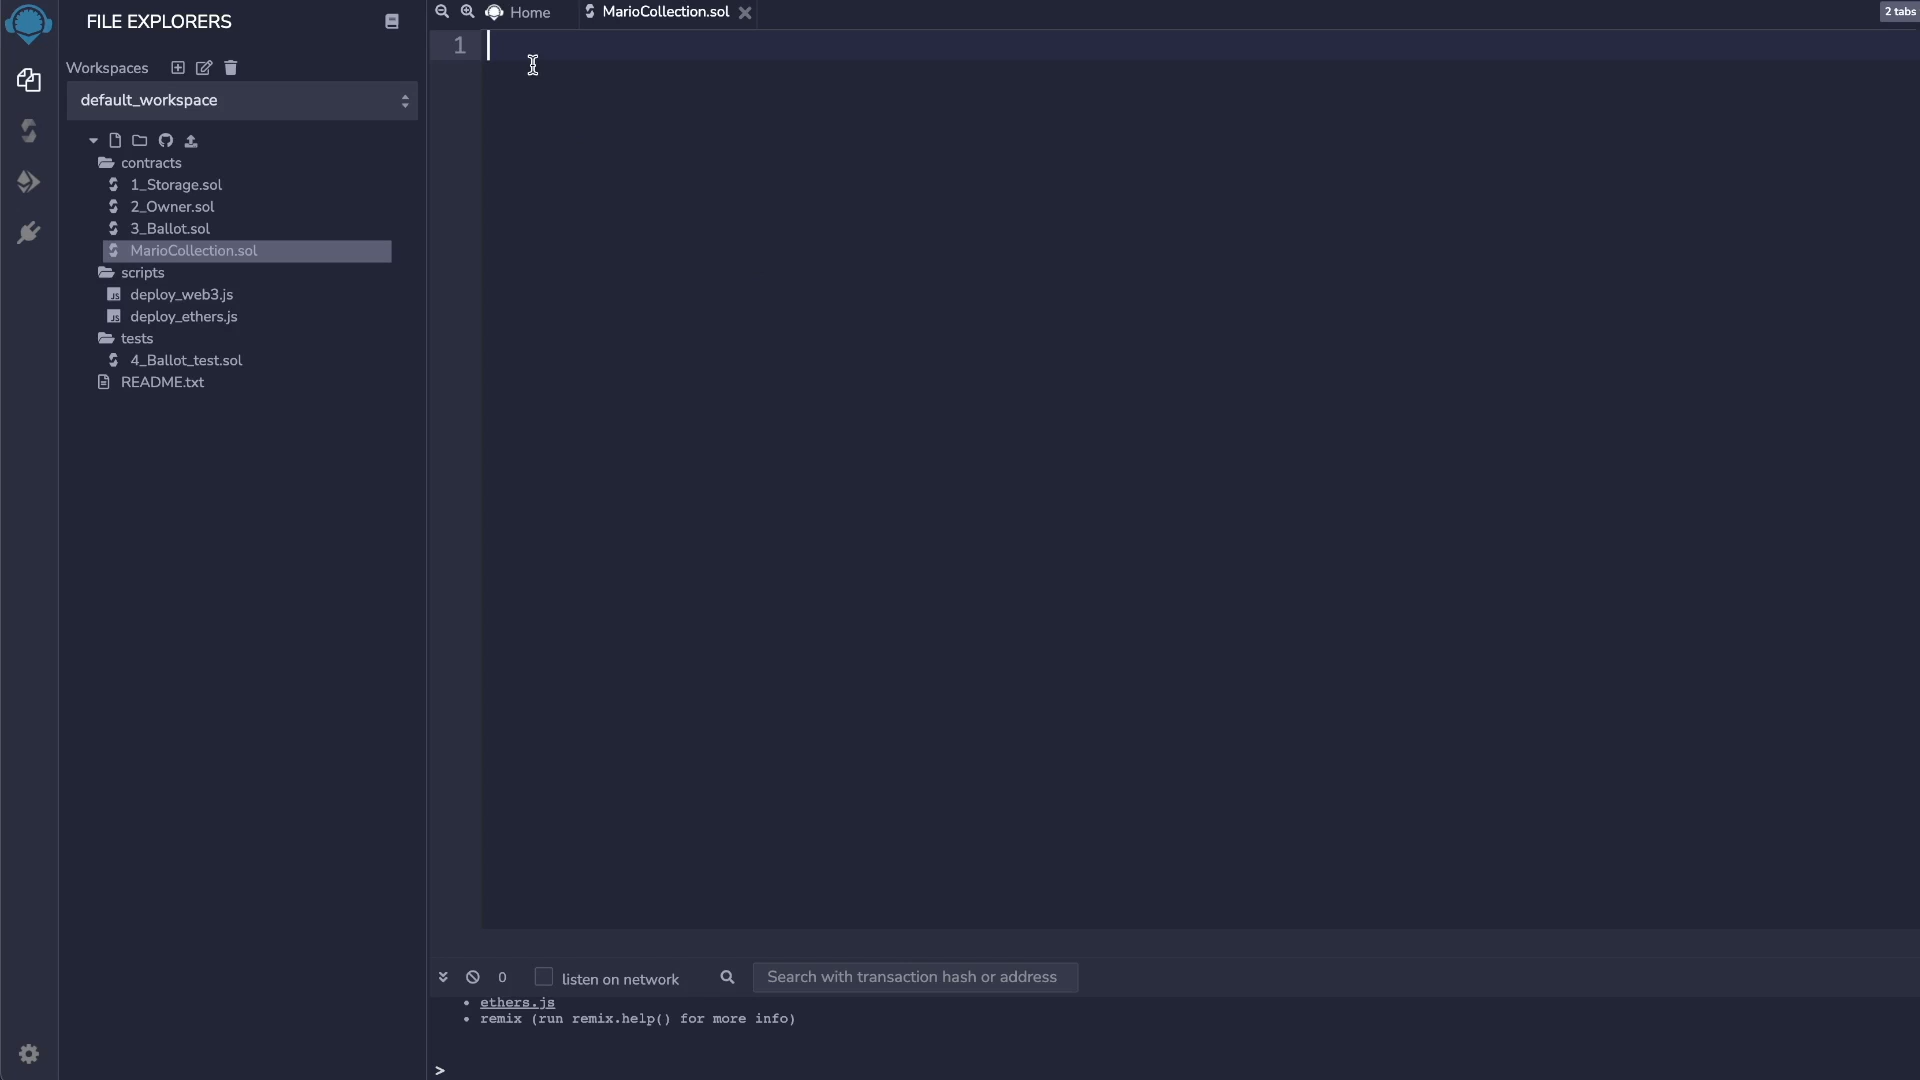 FILE EXPLORERS
Workspaces
default_workspace
contracts
1_Storage.sol
2_Owner.sol
3_Ballot.sol
MarioCollection.sol
scripts
JS deploy_web3.js
JS deploy_ethers.js
tests
4_Ballot_test.sol
README.txt
Home
MarioCollection.sol
2 tabs
1
0
listen on network
Search with transaction hash or address
• ethers.js
• remix (run remix.help() for more info)
>